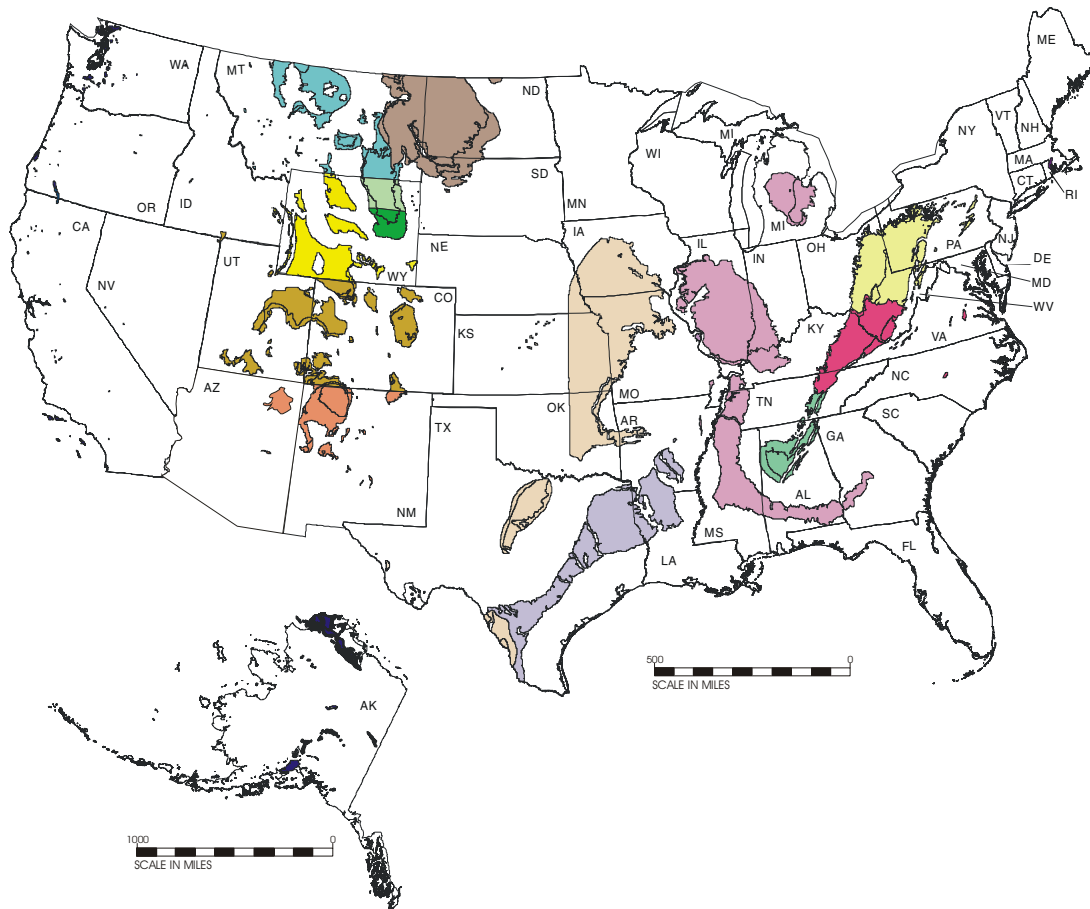 ME
WA
MT
ND
VT
NY
NH
MI
WI
MA
SD
CT
RI
ID
OR
MN
CA
IA
IL
MI
OH
PA
NJ
NE
IN
DE
UT
WY
MD
NV
CO
WV
KS
KY
VA
AZ
NC
MO
OK
TN
TX
AR
SC
GA
AL
NM
MS
FL
LA
500
0
SCALE IN MILES
AK
1000
0
SCALE IN MILES